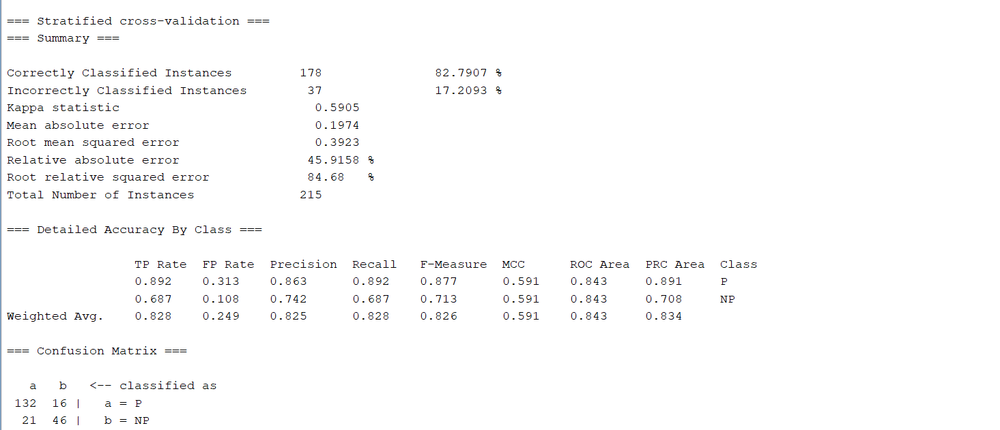 === Stratified cross-validation ===
=== Summary ===
Correctly Classified Instances         178               82.7907 %
Incorrectly Classified Instances        37               17.2093 %
Kappa statistic                          0.5905
Mean absolute error                      0.1974
Root mean squared error                  0.3923
Relative absolute error                 45.9158 %
Root relative squared error             84.68   %
Total Number of Instances              215
=== Detailed Accuracy By Class ===
                 TP Rate  FP Rate  Precision  Recall   F-Measure  MCC      ROC Area  PRC Area  Class
                 0.892    0.313    0.863      0.892    0.877      0.591    0.843     0.891     P
                 0.687    0.108    0.742      0.687    0.713      0.591    0.843     0.708     NP
Weighted Avg.    0.828    0.249    0.825      0.828    0.826      0.591    0.843     0.834
=== Confusion Matrix ===
   a   b   <-- classified as
 132  16 |   a = P
  21  46 |   b = NP